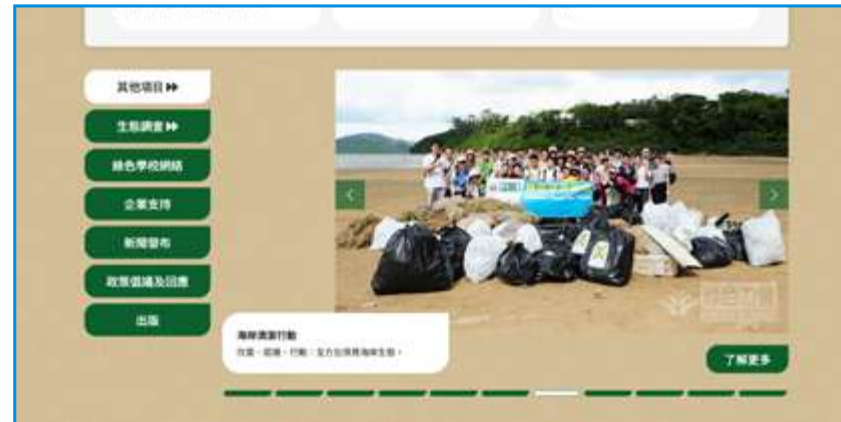 其他項目
生態調查
綠色學校網絡
企業支持
新聞發布
政策倡議及回應
出版
海岸清潔行動
了解更多